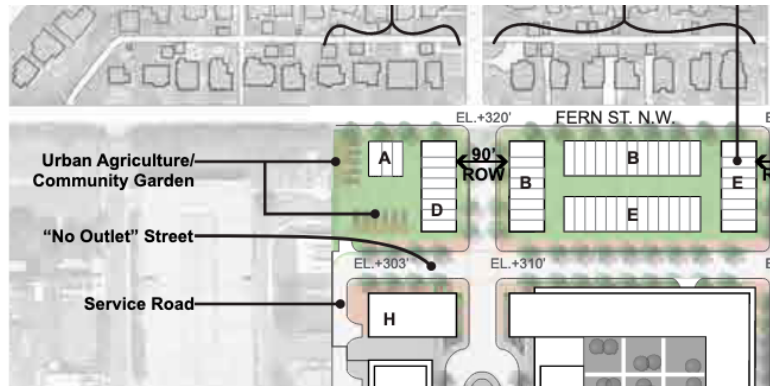 EL.+320'
FERN ST. N.W.
Urban Agriculture/
Community Garden
A
90'
ROW
B
B
E
D
E
"No Outlet" Street
EL.+303'
EL.+310'
Service Road
H